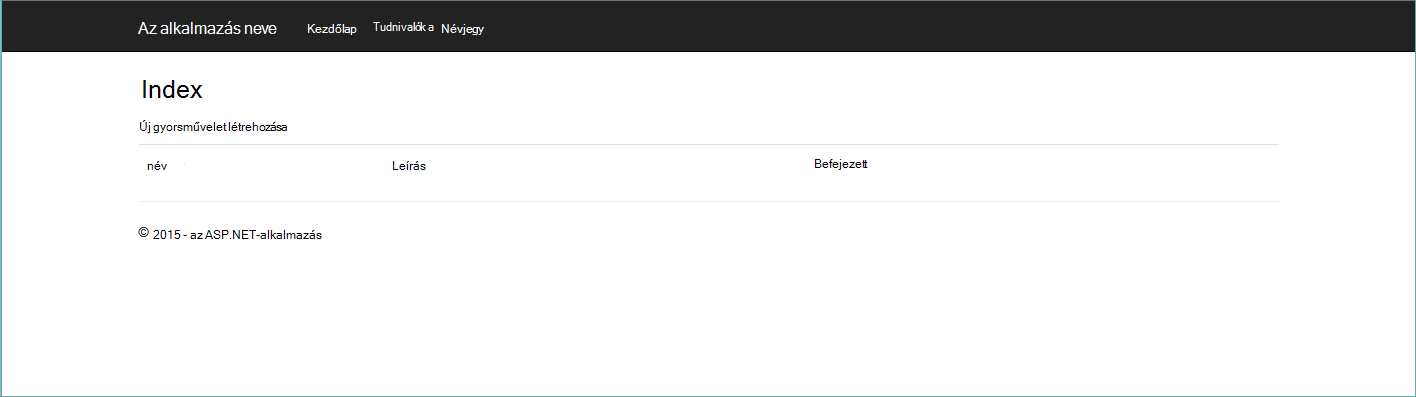 Az alkalmazás neve Kezdőlap Tudnivalók a Névjegy
Index
Új gyorsművelet létrehozása
név Leírás Befejezett
© 2015 - az ASP.NET-alkalmazás